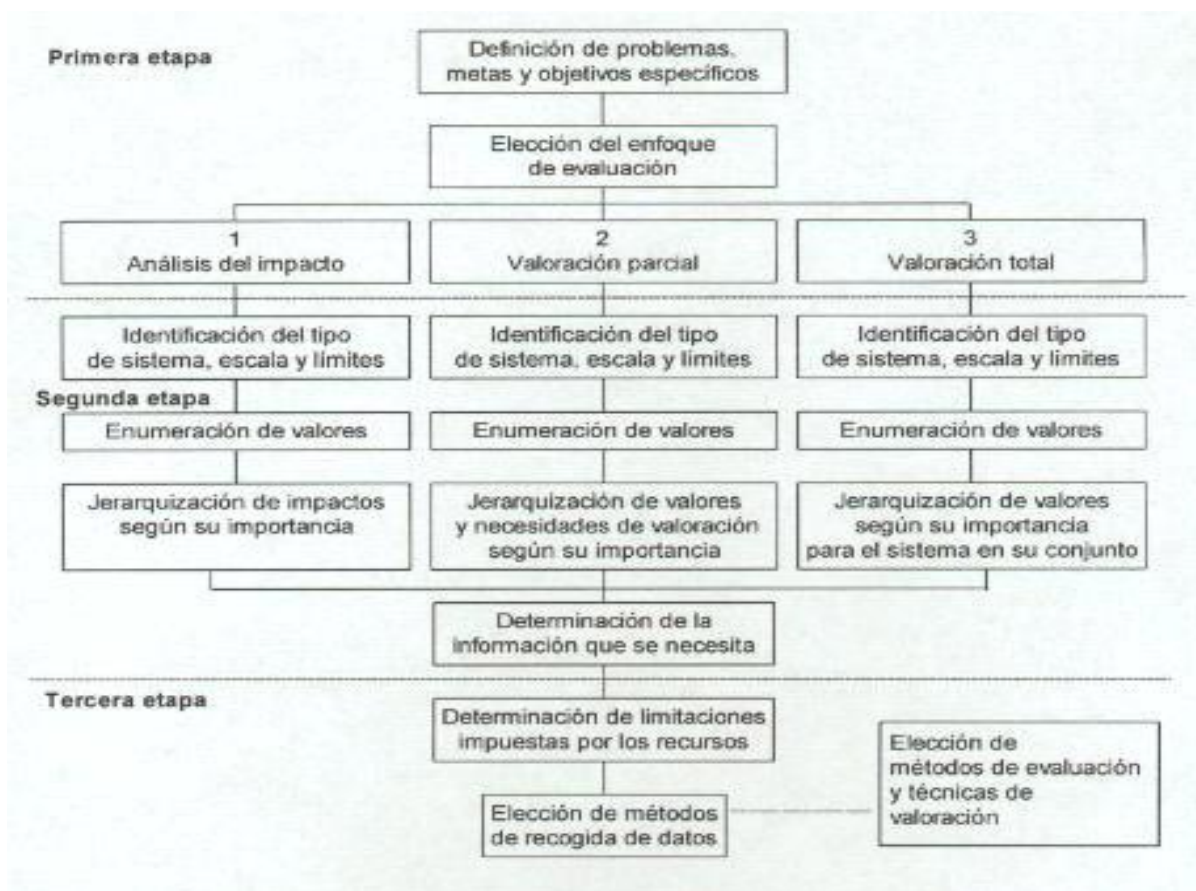 Primera etapa
Definición de problemas,
metas y objetivos específicos
Elección del enfoque
de evaluación
1
Análisis del impacto
2
Valoración parcial
3
Valoración total
Identificación del tipo
de sistema, escala y límites
Identificación del tipo
de sistema, escala y límites
Identificación del tipo
de sistema, escala y límites
Segunda etapa
Enumeración de valores
Enumeración de valores
Enumeración de valores
Jerarquización de impactos
según su importancia
Jerarquización de valores
y necesidades de valoración
según su importancia
Jerarquización de valores
según su importancia
para el sistema en su conjunto
Determinación de la
información que se necesita
Tercera etapa
Determinación de limitaciones
impuestas por los recursos
Elección de
métodos de evaluación
y técnicas de
valoración
Elección de métodos
de recogida de datos